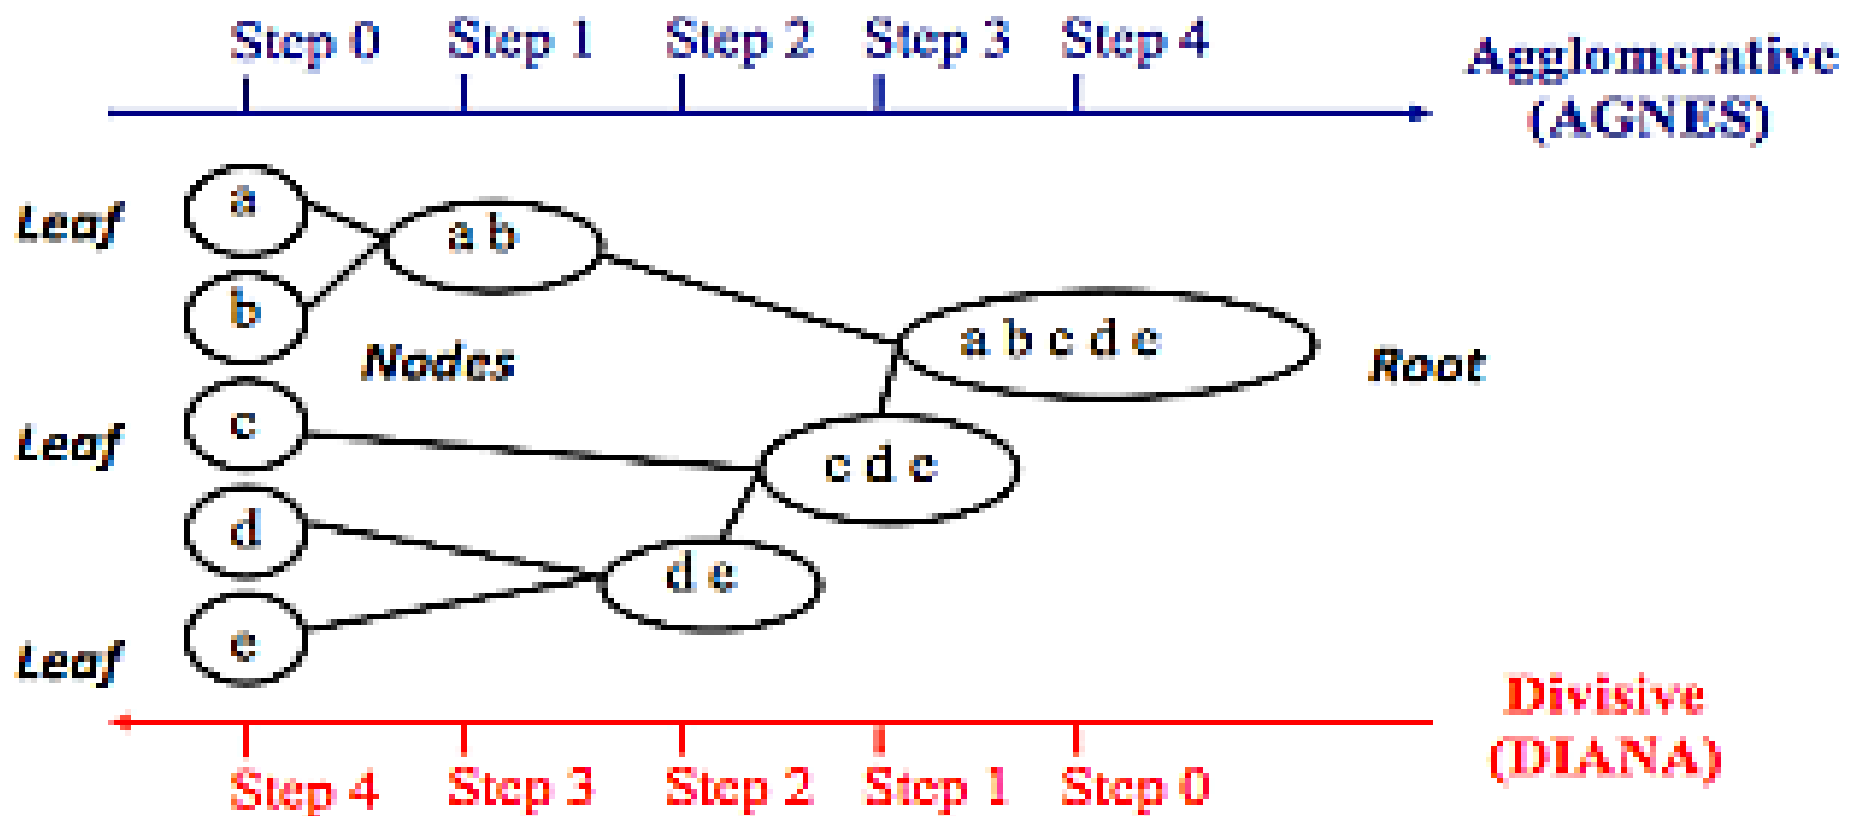 Step 0 Step 1 Step 2 Step 3 Step 4
Agglomerative
(AGNES)
Leaf
a
a b
b
a b c d e
Nodes
Root
Leaf
c
c d e
d
d e
Leaf
e
Divisive
(DIANA)
Step 4 Step 3 Step 2 Step 1 Step 0